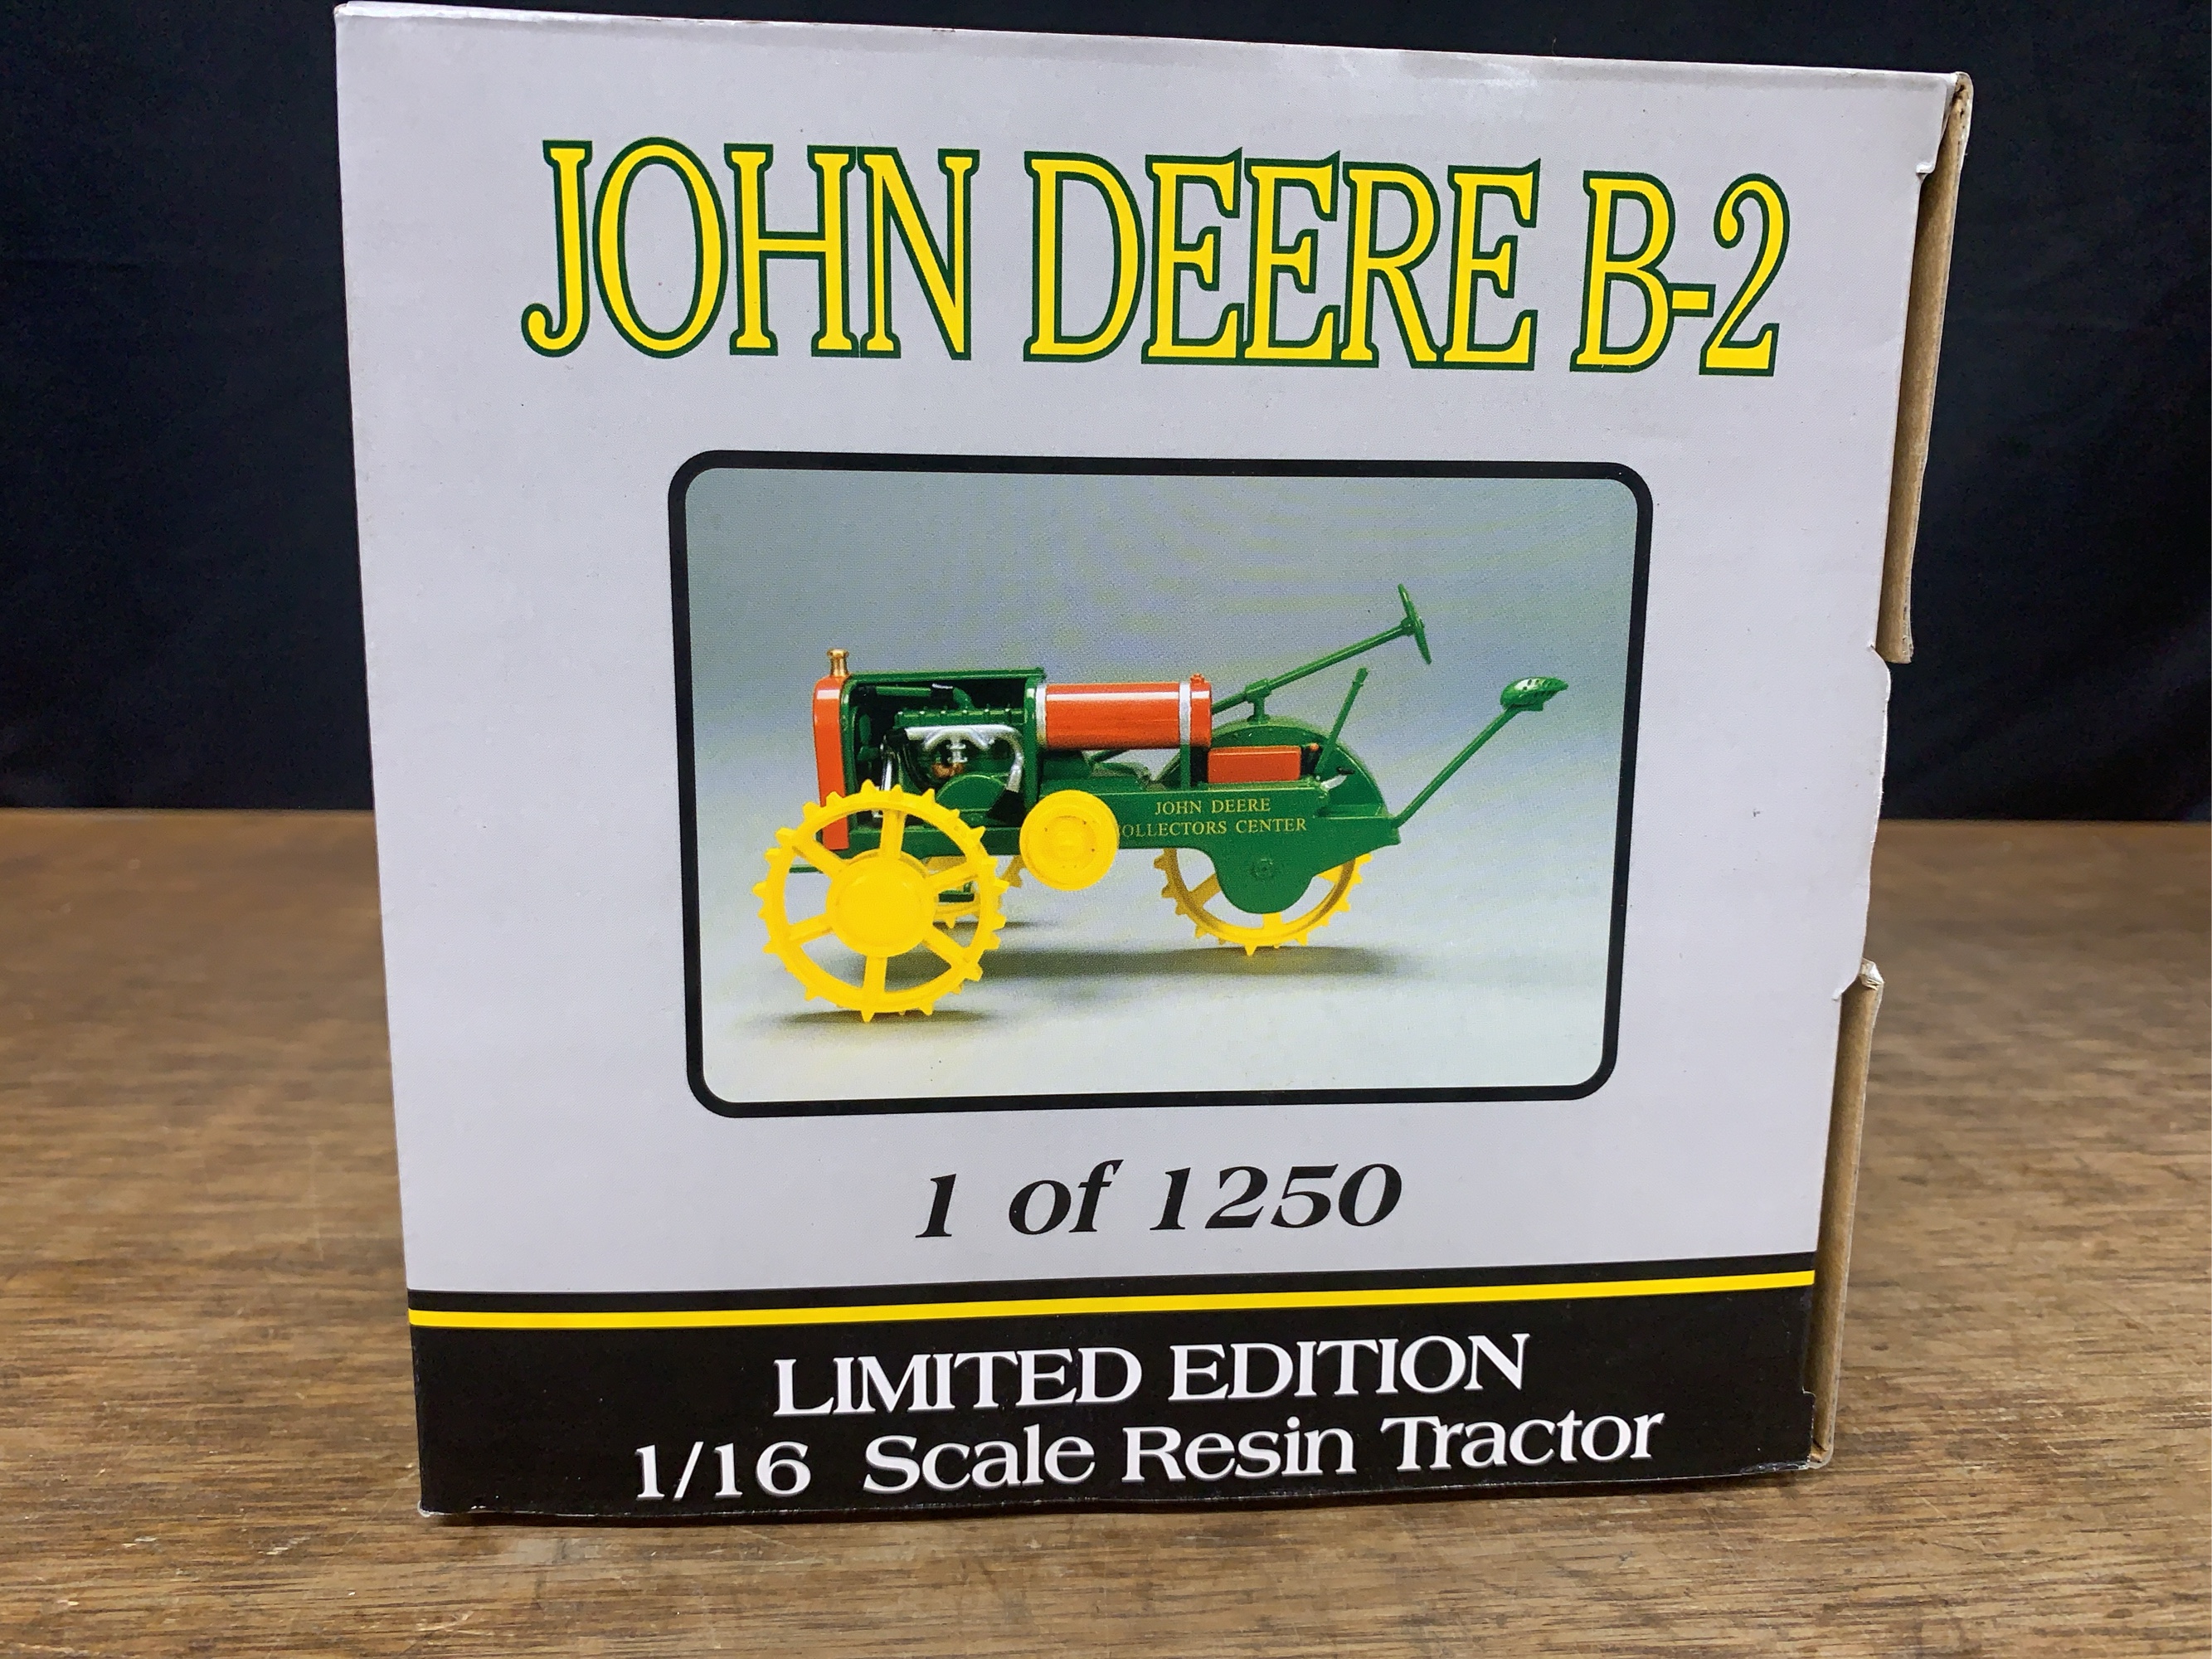 JOHN DEERE B-2
JOHN DEERE
COLLECTORS CENTER
1 of 1250
LIMITED EDITION
1/16 Scale Resin Tractor